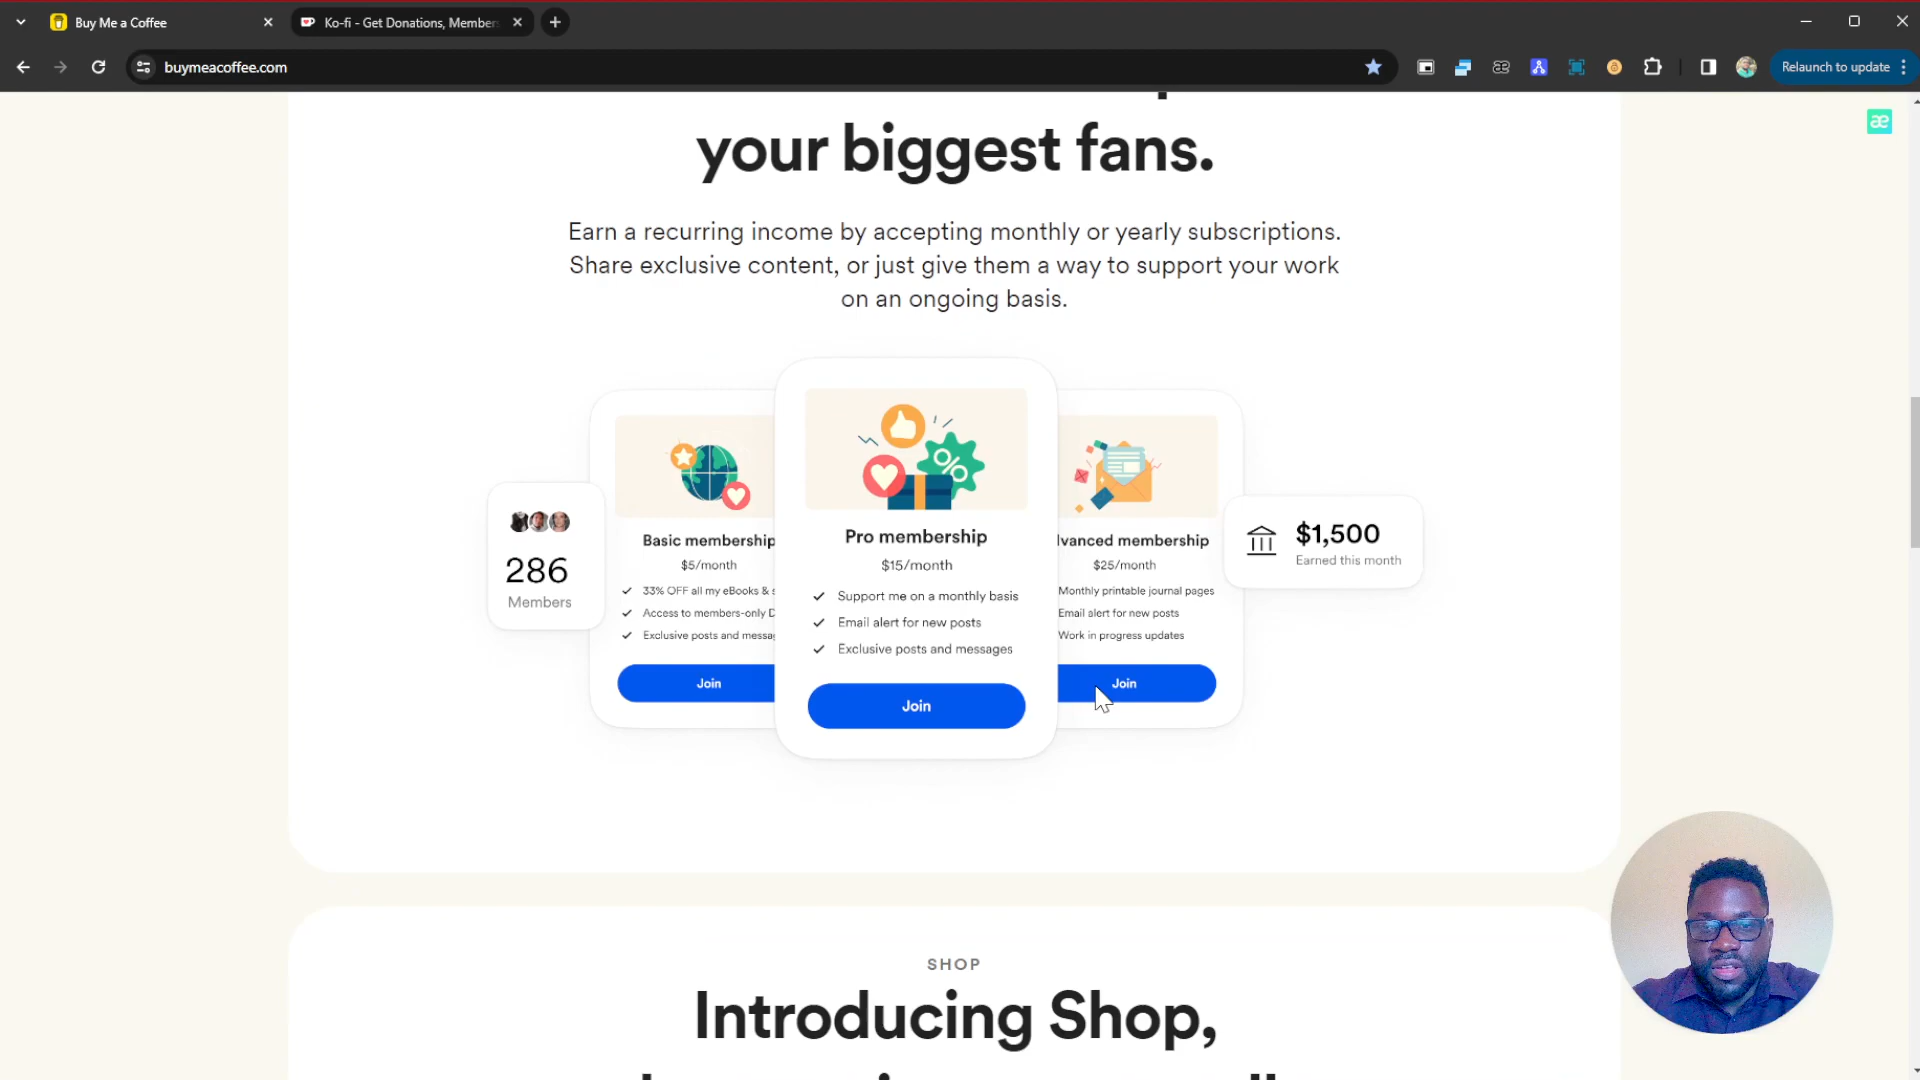 Buy Me a Coffee
Ko-fi - Get Donations, Member
buymeacoffee.com
Relaunch to update
æ
æ
your biggest fans.
Earn a recurring income by accepting monthly or yearly subscriptions.
Share exclusive content, or just give them a way to support your work
on an ongoing basis.
286
Members
Basic membership
$5/month
33% OFF all my eBooks &
Access to members-only
Exclusive posts and
Join
Pro membership
$15/month
Support me on a monthly basis
Email alert for new posts
Exclusive posts and messages
Join
membership
$25/month
Monthly printable journal pages
Email alert for new posts
Work in progress updates
Join
$1,500
Earned this month
SHOP
Introducing Shop,